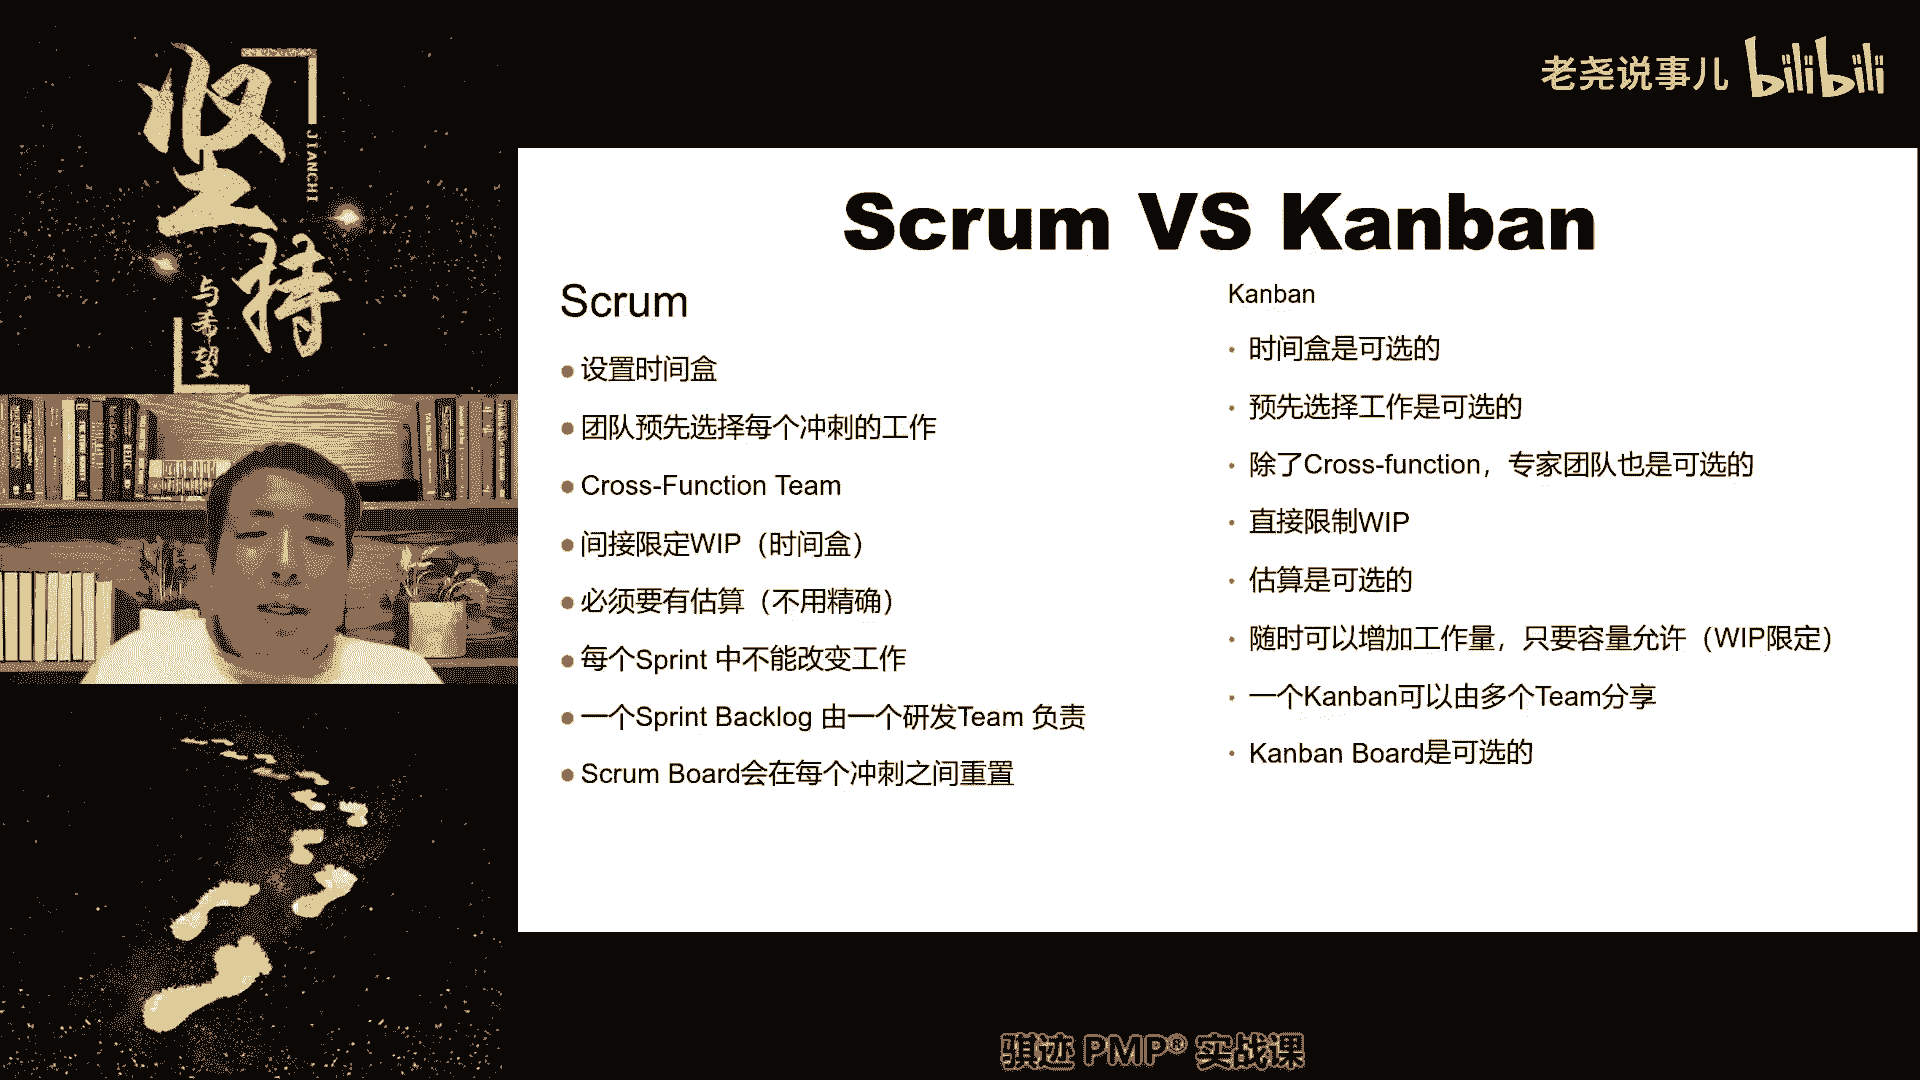 坚持
JIANCHI
与希望
老尧说事儿 bilibili
Scrum VS Kanban
Scrum
设置时间盒
团队预先选择每个冲刺的工作
Cross-Function Team
间接限定WIP（时间盒）
必须要有估算（不用精确）
每个Sprint 中不能改变工作
一个Sprint Backlog 由一个研发Team 负责
Scrum Board会在每个冲刺之间重置
Kanban
时间盒是可选的
预先选择工作是可选的
除了Cross-function，专家团队也是可选的
直接限制WIP
估算是可选的
随时可以增加工作量，只要容量允许（WIP限定）
一个Kanban可以由多个Team分享
Kanban Board是可选的
骐迹 PMP® 实战课